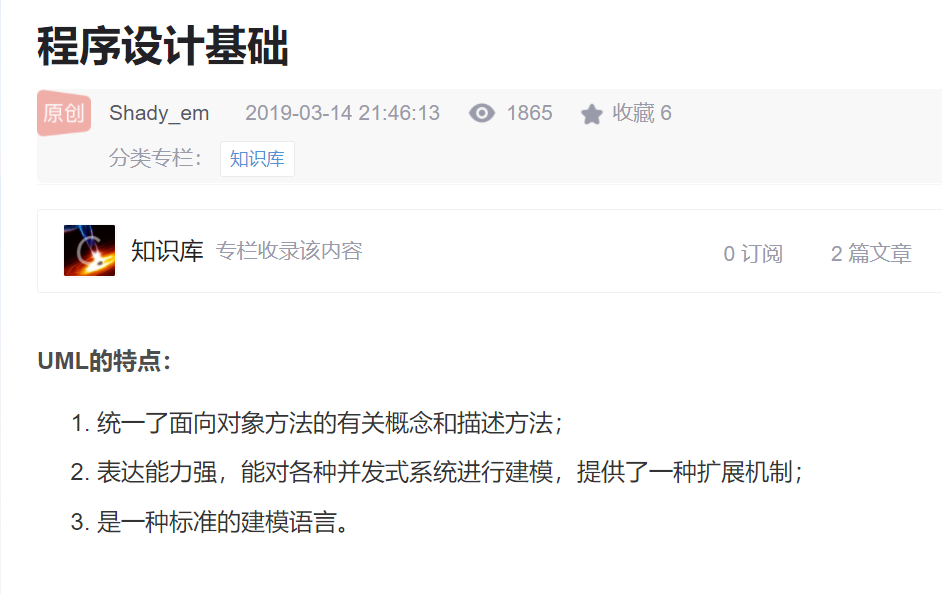 程序设计基础
原创 Shady_em 2019-03-14 21:46:13 1865 收藏 6
分类专栏： 知识库
知识库 专栏收录该内容 0 订阅 2 篇文章
UML的特点：
1. 统一了面向对象方法的有关概念和描述方法；
2. 表达能力强，能对各种并发式系统进行建模，提供了一种扩展机制；
3. 是一种标准的建模语言。